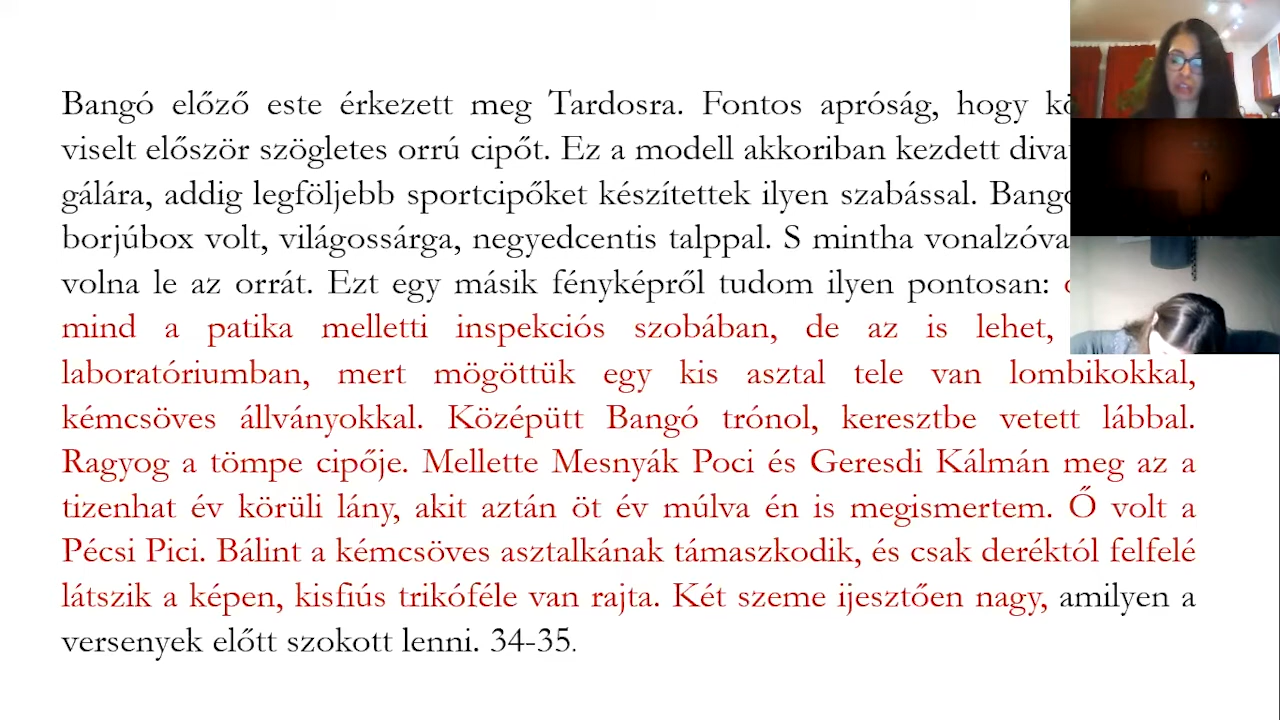 Bangó előző este érkezett meg Tardosra. Fontos apróság, hogy
viselt először szögletes orrú cipőt. Ez a modell akkoriban kezdett
gálára, addig legföljebb sportcipőket készítettek ilyen szabással.
borjúbox volt, világossárga, negyedcentis talppal. S mintha
volna le az orrát. Ezt egy másik fényképről tudom ilyen pontosan:
mind a patika melletti inspekciós szobában, de az is lehet,
laboratóriumban, mert mögöttük egy kis asztal tele van lombikokkal,
kémcsöves állványokkal. Középütt Bangó trónol, keresztbe vetett lábbal.
Ragyog a tömpe cipője. Mellette Mesnyák Poci és Geresdi Kálmán meg az a
tizenhat év körüli lány, akit aztán öt év múlva én is megismertem. Ő volt a
Pécsi Pici. Bálint a kémcsöves asztalkának támaszkodik, és csak deréktól felfelé
látszik a képen, kisfiús trikóféle van rajta. Két szeme ijesztően nagy, amilyen a
versenyek előtt szokott lenni. 34-35.